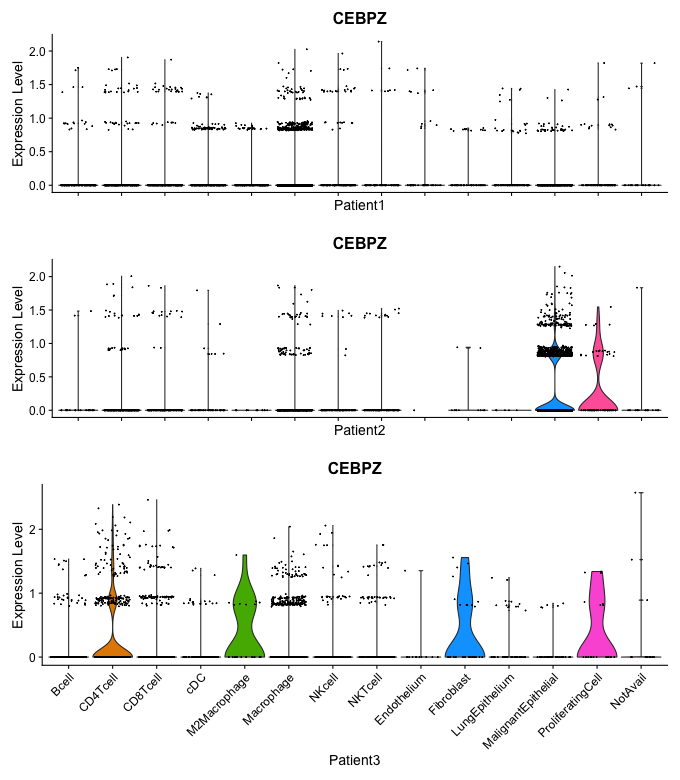 CEBPZ
Expression Level
2.0
1.5
1.0
0.5
0.0
Patient1
CEBPZ
Expression Level
2.0
1.5
1.0
0.5
0.0
Patient2
CEBPZ
Expression Level
2
1
0
Bcell
CD4Tcell
CD8Tcell
cDC
M2Macrophage
Macrophage
NKcell
NKTcell
Endothelium
Fibroblast
LungEpithelium
MalignantEpithelial
ProliferatingCell
NotAvail
Patient3